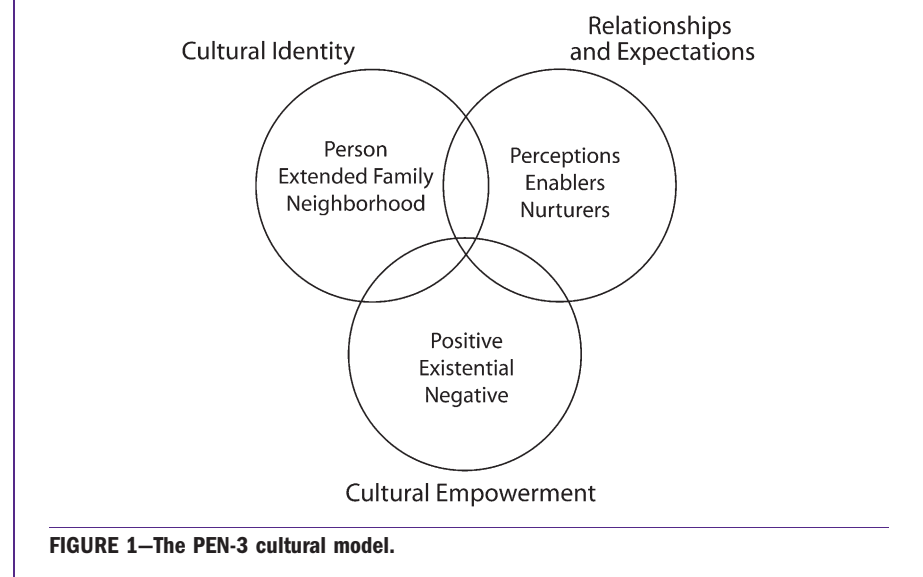 Cultural Identity
Relationships
and Expectations
Person
Extended Family
Neighborhood
Perceptions
Enablers
Nurturers
Positive
Existential
Negative
Cultural Empowerment
FIGURE 1—The PEN-3 cultural model.